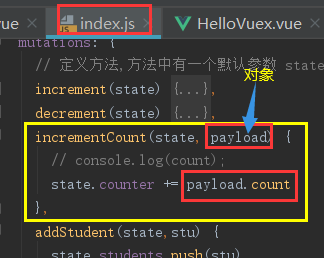 vue × JS index.js × HelloVuex.vue
mutations: {
// 定义方法,方法中有一个默认参数 state
increment(state) {...},
对象
decrement(state) {...},
incrementCount(state, payload) {
// console.log(count);
state.counter += payload.count
},
addStudent(state,stu) {
state.students.push(stu)